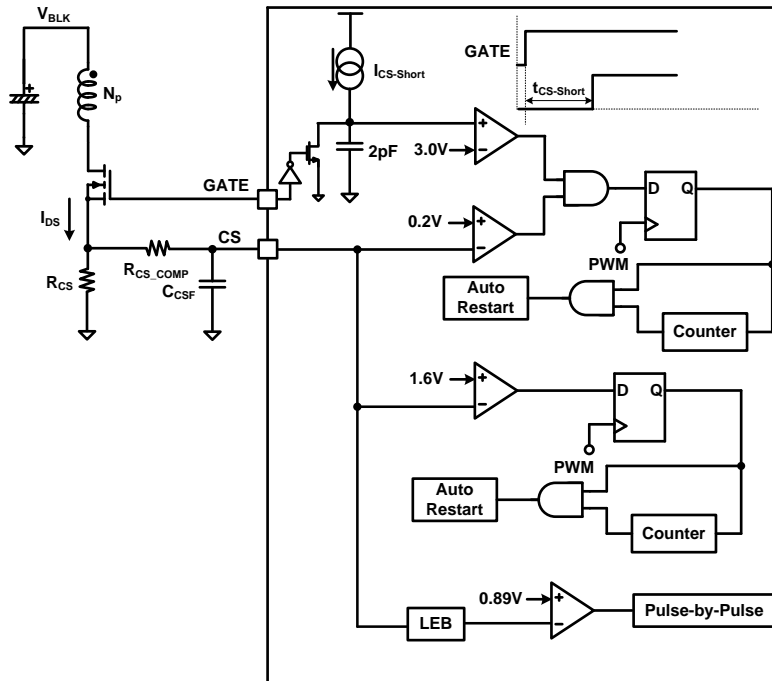 V_BLK
+
N_p
I_DS
R_CS
R_CS_COMP
C_CSF
GATE
CS
I_CS-Short
2pF
GATE
t_CS-Short
+
3.0V
−
0.2V
+
−
D Q
PWM
Auto
Restart
Counter
1.6V
+
−
D Q
PWM
Auto
Restart
Counter
0.89V
+
LEB
−
Pulse-by-Pulse